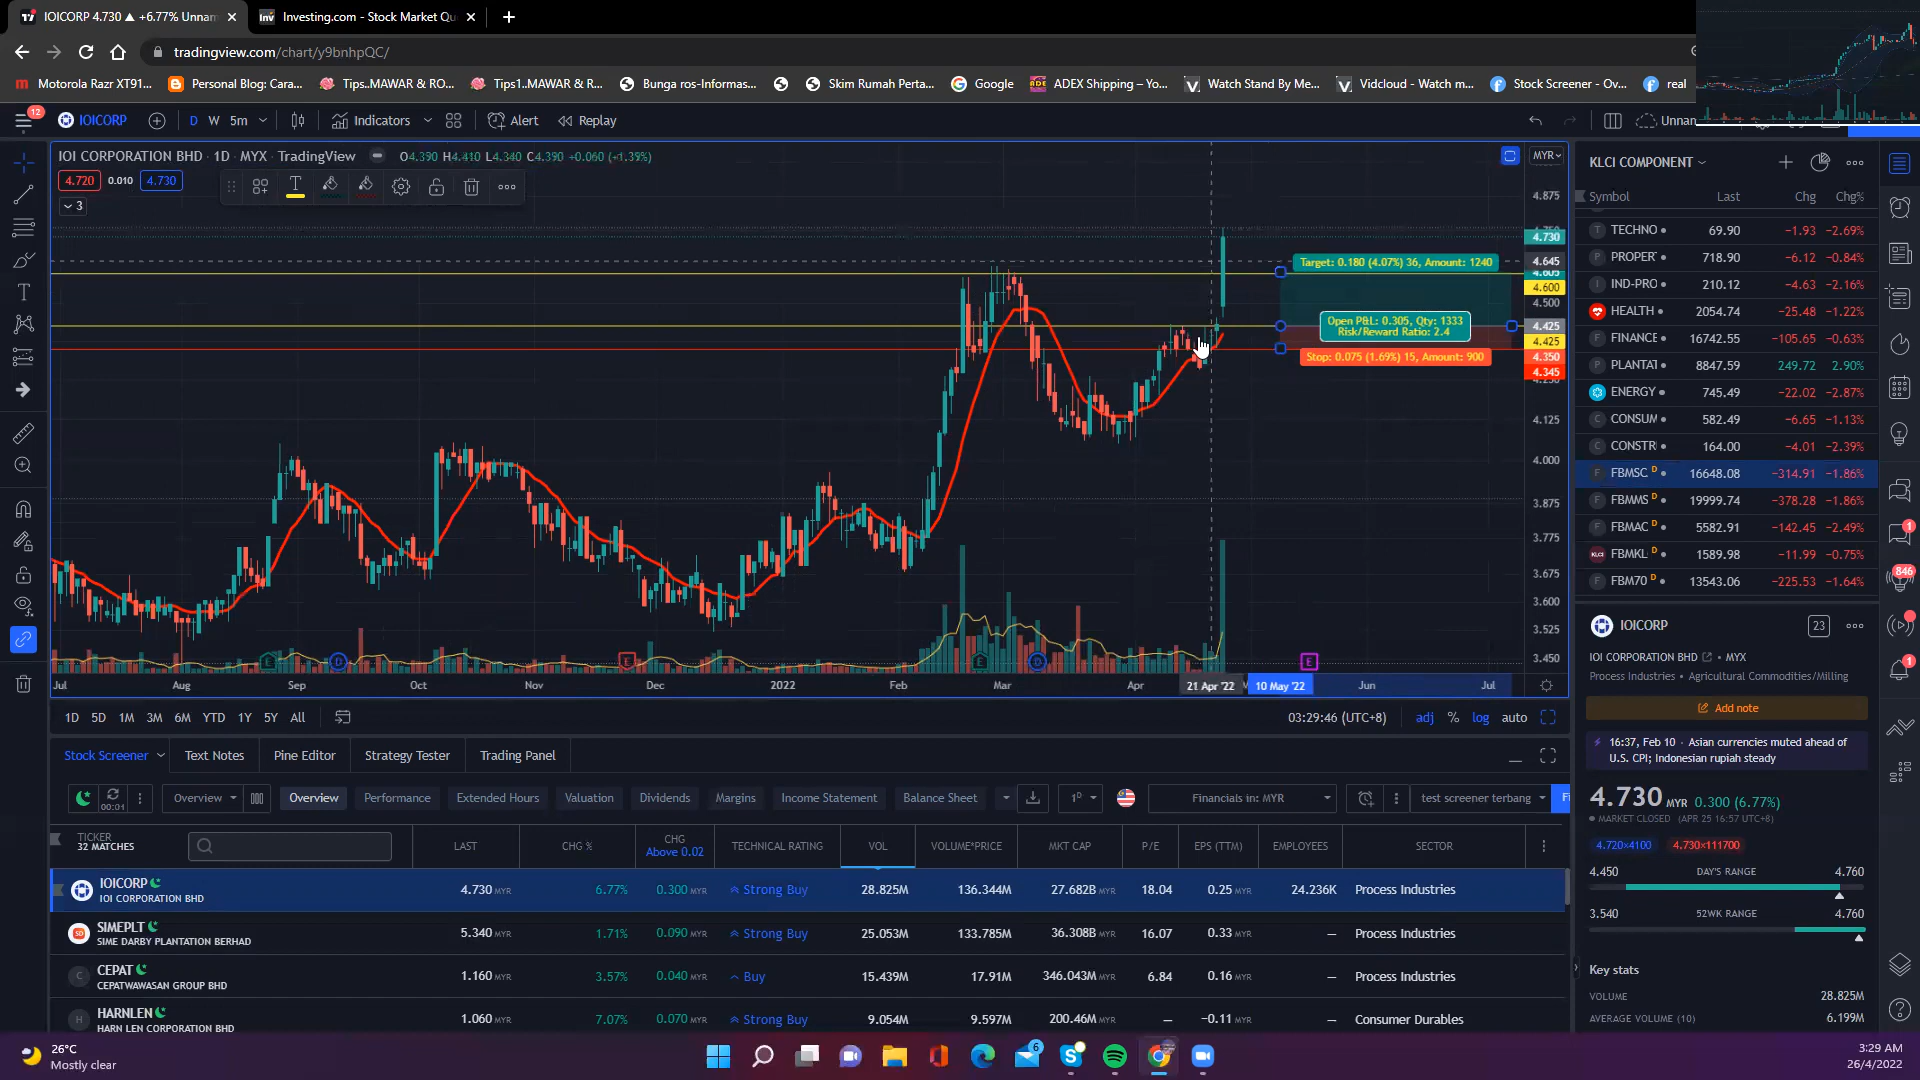 IOICORP 4.730 ▲ +6.77% Unnam
Investing.com - Stock Market Qu
tradingview.com/chart/y9bnhpQC/
Motorola Razr XT91...
Personal Blog: Cara...
Tips..MAWAR & RO...
Tips1..MAWAR & R...
Bunga ros-Informas...
Skim Rumah Perta...
Google
ADEX Shipping – Yo...
Watch Stand By Me...
Vidcloud - Watch m...
Stock Screener - Ov...
real
12
IOICORP
D W 5m
Indicators
Alert
Replay
Unnan
IOI CORPORATION BHD · 1D · MYX · TradingView
O4.390 H4.410 L4.340 C4.390 +0.060 (+1.39%)
MYR
4.720 0.010 4.730
3
4.875
4.730
4.645
4.605
4.600
4.500
4.425
4.425
4.350
4.345
4.250
4.125
4.000
3.875
3.775
3.675
3.600
3.525
3.450
Target: 0.180 (4.07%) 36, Amount: 1240
Open P&L: 0.305, Qty: 1333
Risk/Reward Ratio: 2.4
Stop: 0.075 (1.69%) 15, Amount: 900
E D E E D E
Jul Aug Sep Oct Nov Dec 2022 Feb Mar Apr 21 Apr '22 10 May '22 Jun Jul
1D 5D 1M 3M 6M YTD 1Y 5Y All
03:29:46 (UTC+8)
adj % log auto
Stock Screener
Text Notes
Pine Editor
Strategy Tester
Trading Panel
00:01
Overview
Overview
Performance
Extended Hours
Valuation
Dividends
Margins
Income Statement
Balance Sheet
1D
Financials in: MYR
test screener terbang
Fi
TICKER
32 MATCHES
LAST
CHG %
CHG
Above 0.02
TECHNICAL RATING
VOL
VOLUME*PRICE
MKT CAP
P/E
EPS (TTM)
EMPLOYEES
SECTOR
IOICORP
IOI CORPORATION BHD
4.730 MYR 6.77% 0.300 MYR Strong Buy 28.825M 136.344M 27.682B MYR 18.04 0.25 MYR 24.236K Process Industries
SIMEPLT
SIME DARBY PLANTATION BERHAD
5.340 MYR 1.71% 0.090 MYR Strong Buy 25.053M 133.785M 36.308B MYR 16.07 0.33 MYR — Process Industries
CEPAT
CEPATWAWASAN GROUP BHD
1.160 MYR 3.57% 0.040 MYR Buy 15.439M 17.91M 346.043M MYR 6.84 0.16 MYR — Process Industries
HARNLEN
HARN LEN CORPORATION BHD
1.060 MYR 7.07% 0.070 MYR Strong Buy 9.054M 9.597M 200.46M MYR — −0.11 MYR — Consumer Durables
KLCI COMPONENT
Symbol Last Chg Chg%
TECHNO 69.90 −1.93 −2.69%
PROPER 718.90 −6.12 −0.84%
IND-PRO 210.12 −4.63 −2.16%
HEALTH 2054.74 −25.48 −1.22%
FINANCE 16742.55 −105.65 −0.63%
PLANTAT 8847.59 249.72 2.90%
ENERGY 745.49 −22.02 −2.87%
CONSUM 582.49 −6.65 −1.13%
CONSTR 164.00 −4.01 −2.39%
FBMSC D 16648.08 −314.91 −1.86%
FBMMS D 19999.74 −378.28 −1.86%
FBMAC D 5582.91 −142.45 −2.49%
FBMKL D 1589.98 −11.99 −0.75%
FBM70 D 13543.06 −225.53 −1.64%
IOICORP
23
IOI CORPORATION BHD • MYX
Process Industries • Agricultural Commodities/Milling
Add note
16:37, Feb 10 · Asian currencies muted ahead of
U.S. CPI; Indonesian rupiah steady
4.730 MYR 0.300 (6.77%)
MARKET CLOSED (APR 25 16:57 UTC+8)
4.720×4100 4.730×111700
4.450 DAY'S RANGE 4.760
3.540 52WK RANGE 4.760
Key stats
VOLUME 28.825M
AVERAGE VOLUME (10) 6.199M
1
846
1
26°C
Mostly clear
6
3:29 AM
26/4/2022